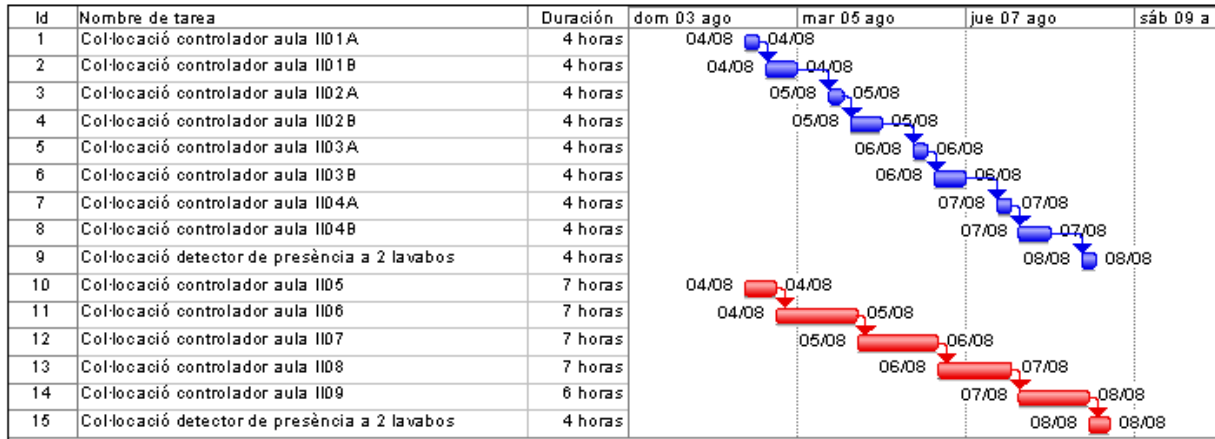 Id Nombre de tarea Duración dom 03 ago mar 05 ago jue 07 ago sáb 09 a
1 Col·locació controlador aula II01A 4 horas 04/08 04/08
2 Col·locació controlador aula II01B 4 horas 04/08 04/08
3 Col·locació controlador aula II02A 4 horas 05/08 05/08
4 Col·locació controlador aula II02B 4 horas 05/08 05/08
5 Col·locació controlador aula II03A 4 horas 06/08 06/08
6 Col·locació controlador aula II03B 4 horas 06/08 06/08
7 Col·locació controlador aula II04A 4 horas 07/08 07/08
8 Col·locació controlador aula II04B 4 horas 07/08 07/08
9 Col·locació detector de presència a 2 lavabos 4 horas 08/08 08/08
10 Col·locació controlador aula II05 7 horas 04/08 04/08
11 Col·locació controlador aula II06 7 horas 04/08 05/08
12 Col·locació controlador aula II07 7 horas 05/08 06/08
13 Col·locació controlador aula II08 7 horas 06/08 07/08
14 Col·locació controlador aula II09 6 horas 07/08 08/08
15 Col·locació detector de presència a 2 lavabos 4 horas 08/08 08/08